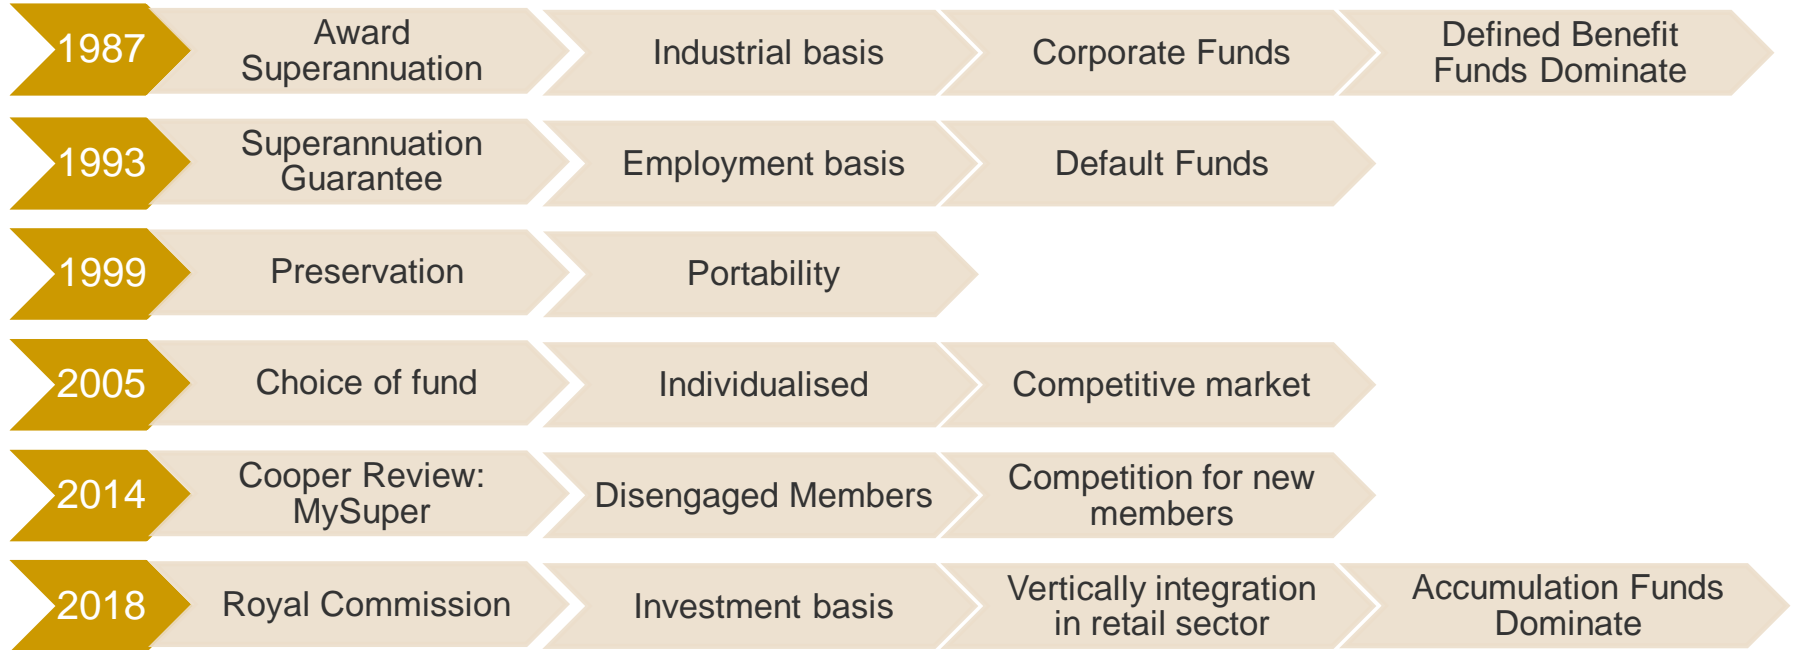 1987
Award
Superannuation
Industrial basis
Corporate Funds
Defined Benefit
Funds Dominate
1993
Superannuation
Guarantee
Employment basis
Default Funds
1999
Preservation
Portability
2005
Choice of fund
Individualised
Competitive market
2014
Cooper Review:
MySuper
Disengaged Members
Competition for new
members
2018
Royal Commission
Investment basis
Vertically integration
in retail sector
Accumulation Funds
Dominate